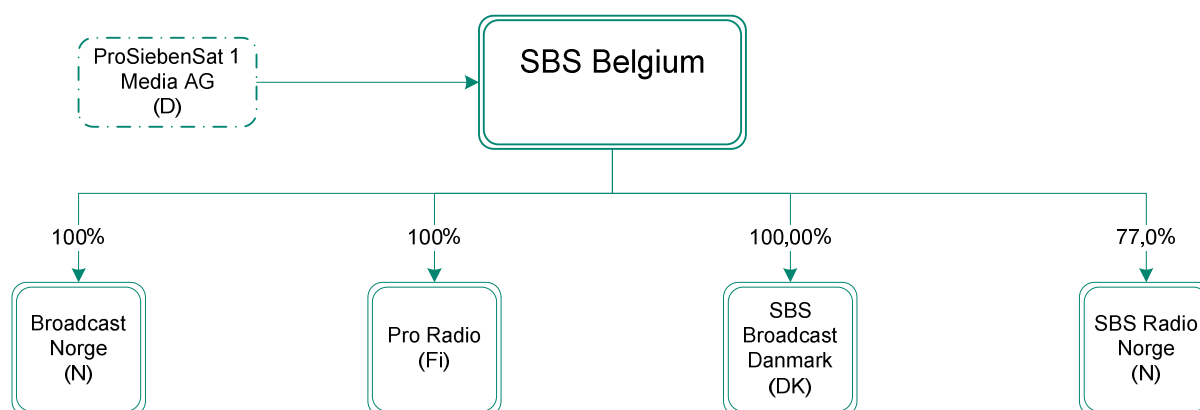 ProSiebenSat 1
Media AG
(D)
SBS Belgium
100%
100%
100,00%
77,0%
Broadcast
Norge
(N)
Pro Radio
(Fi)
SBS
Broadcast
Danmark
(DK)
SBS Radio
Norge
(N)